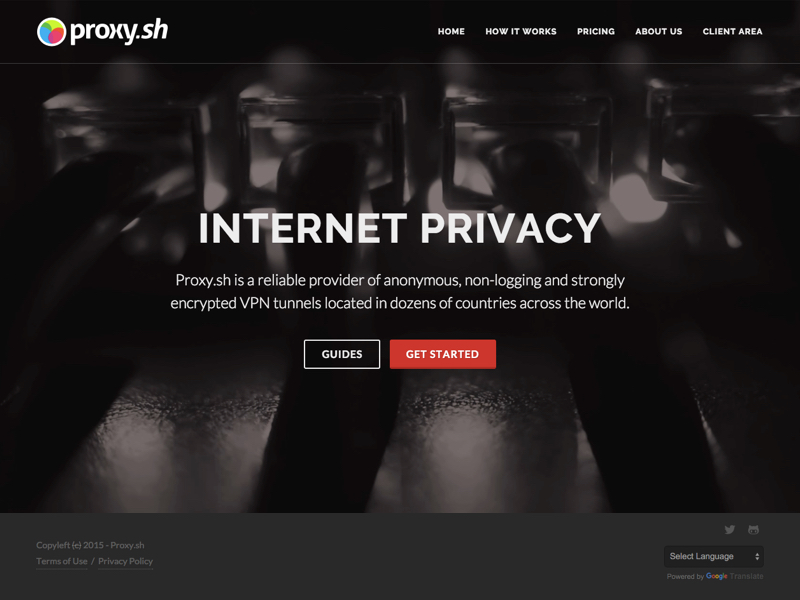 proxy.sh
HOME HOW IT WORKS PRICING ABOUT US CLIENT AREA
INTERNET PRIVACY
Proxy.sh is a reliable provider of anonymous, non-logging and strongly
encrypted VPN tunnels located in dozens of countries across the world.
GUIDES GET STARTED
Copyleft (c) 2015 - Proxy.sh
Terms of Use / Privacy Policy
Select Language
Powered by Google Translate